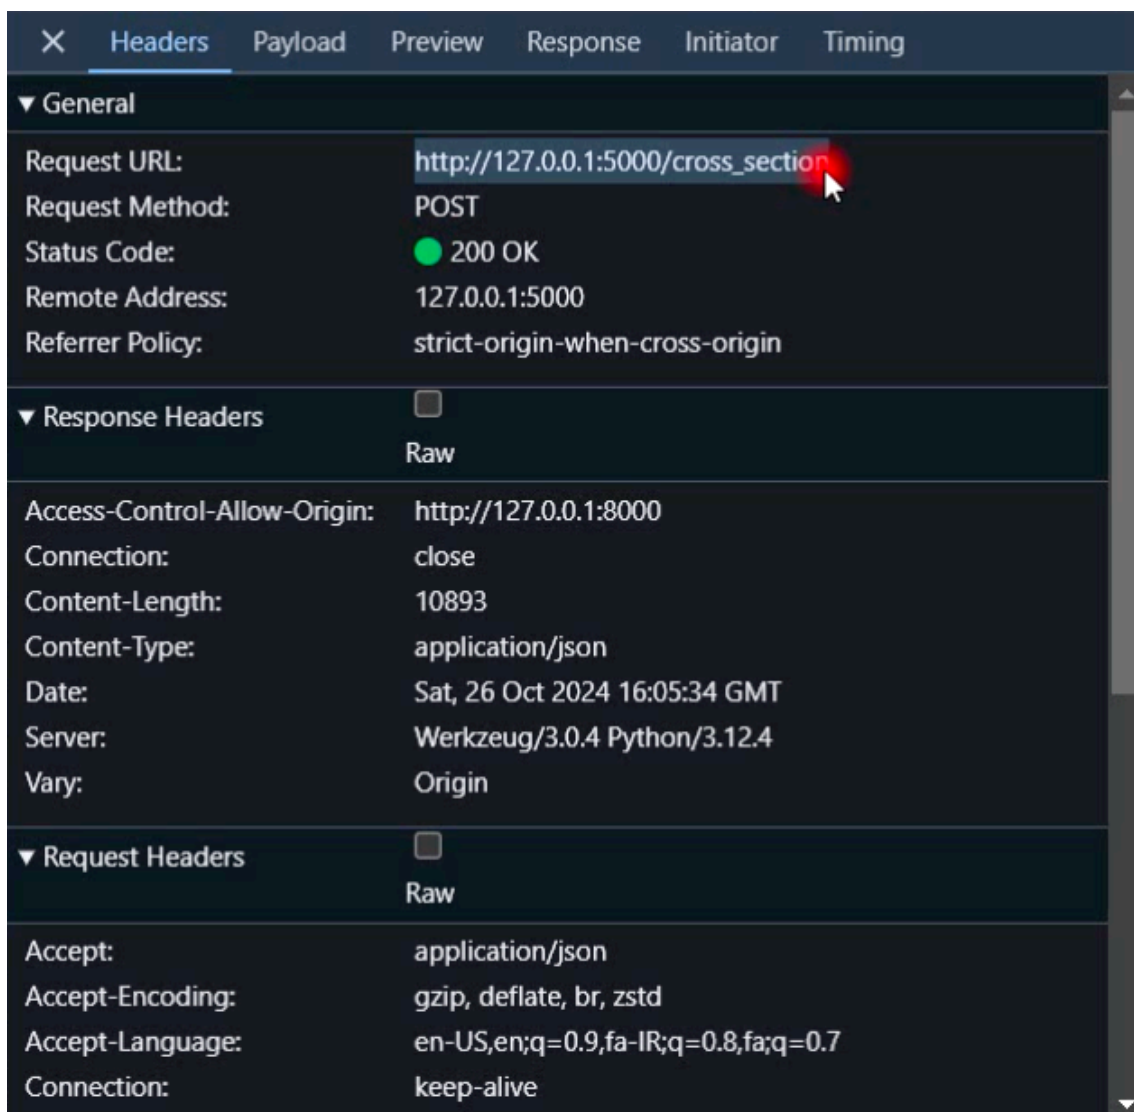 Headers Payload Preview Response Initiator Timing
General
Request URL: http://127.0.0.1:5000/cross_section
Request Method: POST
Status Code: 200 OK
Remote Address: 127.0.0.1:5000
Referrer Policy: strict-origin-when-cross-origin
Response Headers
Raw
Access-Control-Allow-Origin: http://127.0.0.1:8000
Connection: close
Content-Length: 10893
Content-Type: application/json
Date: Sat, 26 Oct 2024 16:05:34 GMT
Server: Werkzeug/3.0.4 Python/3.12.4
Vary: Origin
Request Headers
Raw
Accept: application/json
Accept-Encoding: gzip, deflate, br, zstd
Accept-Language: en-US,en;q=0.9,fa-IR;q=0.8,fa;q=0.7
Connection: keep-alive